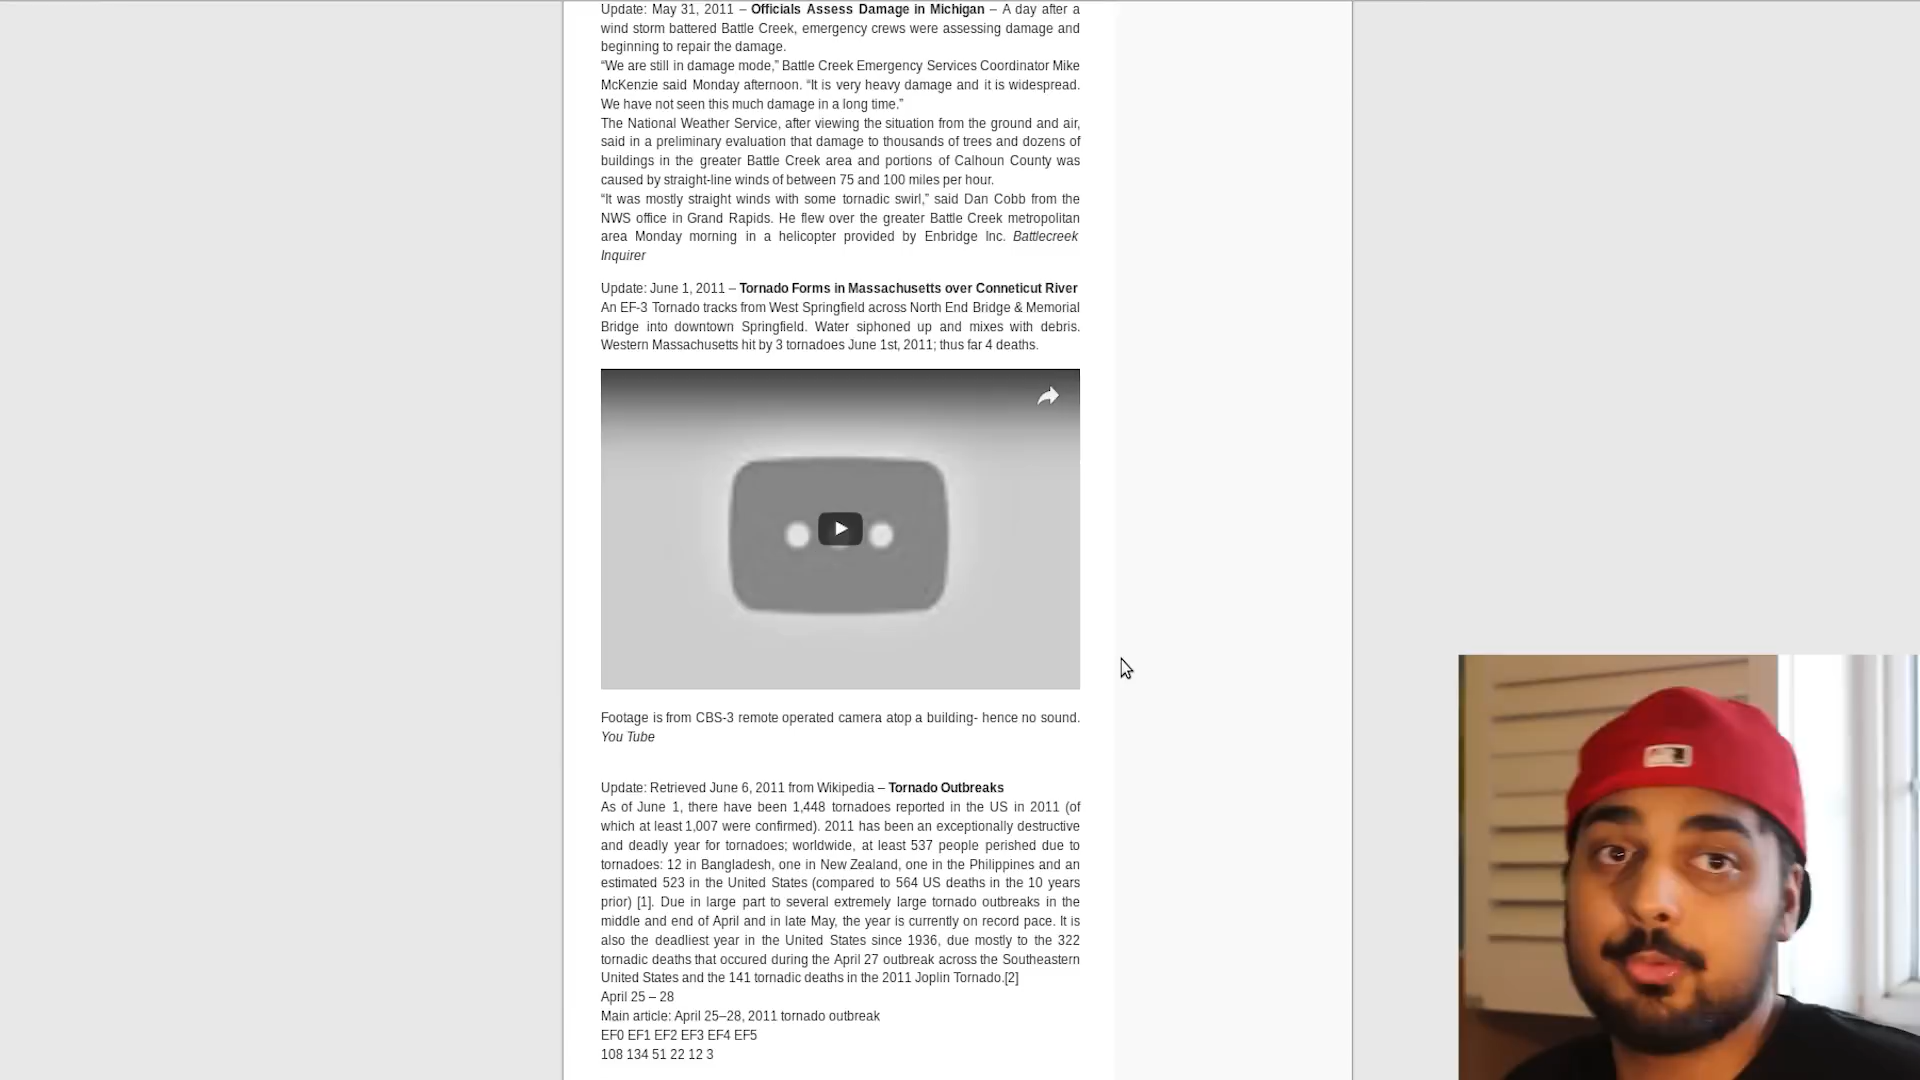 Update: May 31, 2011 – Officials Assess Damage in Michigan – A day after a
wind storm battered Battle Creek, emergency crews were assessing damage and
beginning to repair the damage.
“We are still in damage mode,” Battle Creek Emergency Services Coordinator Mike
McKenzie said Monday afternoon. “It is very heavy damage and it is widespread.
We have not seen this much damage in a long time.”
The National Weather Service, after viewing the situation from the ground and air,
said in a preliminary evaluation that damage to thousands of trees and dozens of
buildings in the greater Battle Creek area and portions of Calhoun County was
caused by straight-line winds of between 75 and 100 miles per hour.
“It was mostly straight winds with some tornadic swirl,” said Dan Cobb from the
NWS office in Grand Rapids. He flew over the greater Battle Creek metropolitan
area Monday morning in a helicopter provided by Enbridge Inc. Battlecreek
Inquirer
Update: June 1, 2011 – Tornado Forms in Massachusetts over Conneticut River
An EF-3 Tornado tracks from West Springfield across North End Bridge & Memorial
Bridge into downtown Springfield. Water siphoned up and mixes with debris.
Western Massachusetts hit by 3 tornadoes June 1st, 2011; thus far 4 deaths.
Footage is from CBS-3 remote operated camera atop a building- hence no sound.
You Tube
Update: Retrieved June 6, 2011 from Wikipedia – Tornado Outbreaks
As of June 1, there have been 1,448 tornadoes reported in the US in 2011 (of
which at least 1,007 were confirmed). 2011 has been an exceptionally destructive
and deadly year for tornadoes; worldwide, at least 537 people perished due to
tornadoes: 12 in Bangladesh, one in New Zealand, one in the Philippines and an
estimated 523 in the United States (compared to 564 US deaths in the 10 years
prior) [1]. Due in large part to several extremely large tornado outbreaks in the
middle and end of April and in late May, the year is currently on record pace. It is
also the deadliest year in the United States since 1936, due mostly to the 322
tornadic deaths that occured during the April 27 outbreak across the Southeastern
United States and the 141 tornadic deaths in the 2011 Joplin Tornado.[2]
April 25 – 28
Main article: April 25–28, 2011 tornado outbreak
EF0 EF1 EF2 EF3 EF4 EF5
108 134 51 22 12 3